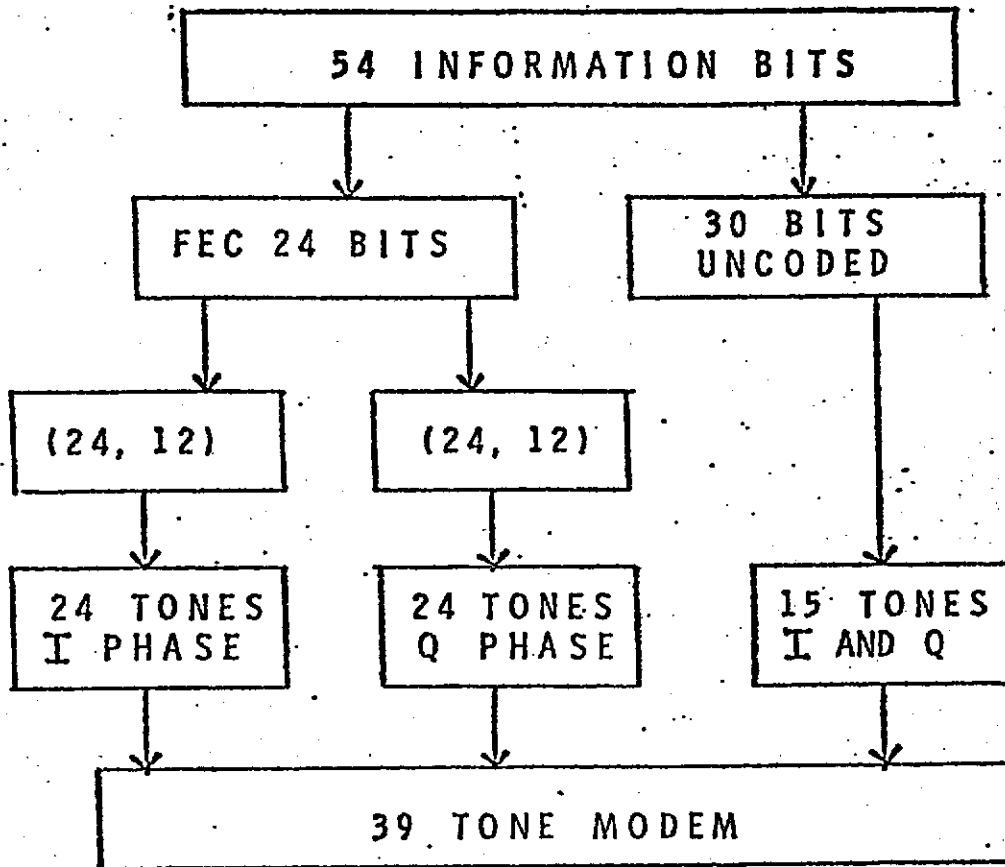 54 INFORMATION BITS
FEC 24 BITS
30 BITS
UNCODED
(24, 12)
(24, 12)
24 TONES
I PHASE
24 TONES
Q PHASE
15 TONES
I AND Q
39 TONE MODEM